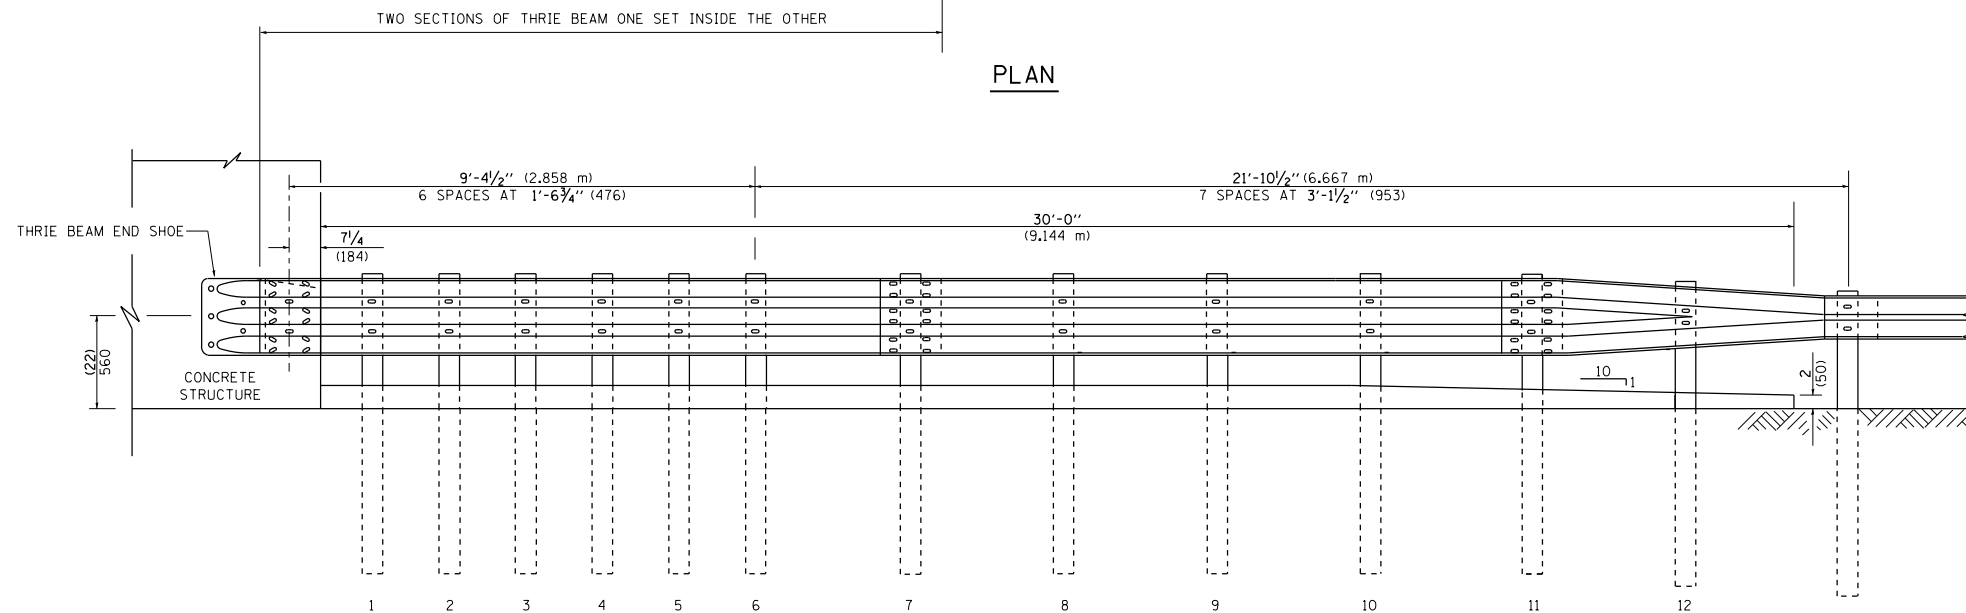 TWO SECTIONS OF THRIE BEAM ONE SET INSIDE THE OTHER
PLAN
9'-4½" (2.858 m)
6 SPACES AT 1'-6¾" (476)
21'-10½" (6.667 m)
7 SPACES AT 3'-1½" (953)
30'-0"
(9.144 m)
THRIE BEAM END SHOE
7¼
(184)
(22)
560
CONCRETE
STRUCTURE
10
1
2
(50)
1 2 3 4 5 6 7 8 9 10 11 12